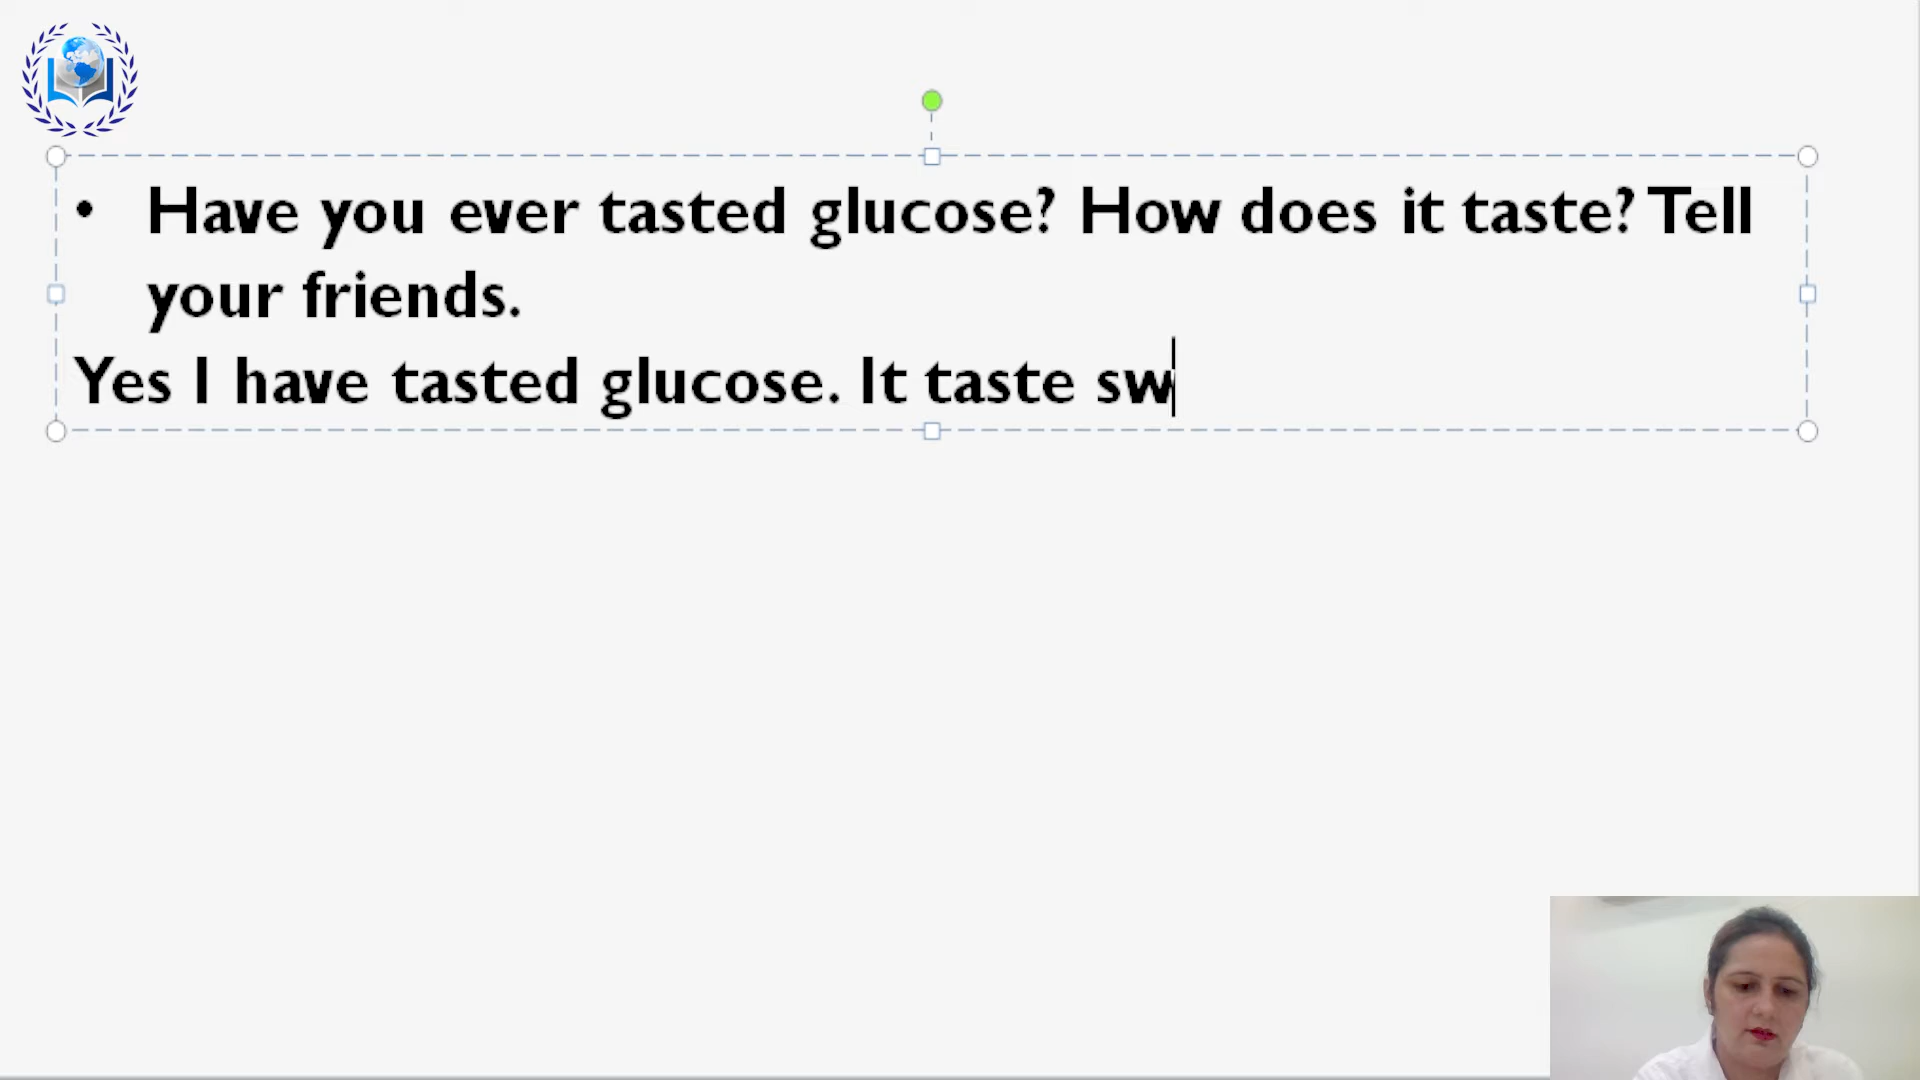 • Have you ever tasted glucose? How does it taste? Tell
your friends.
Yes I have tasted glucose. It taste sw